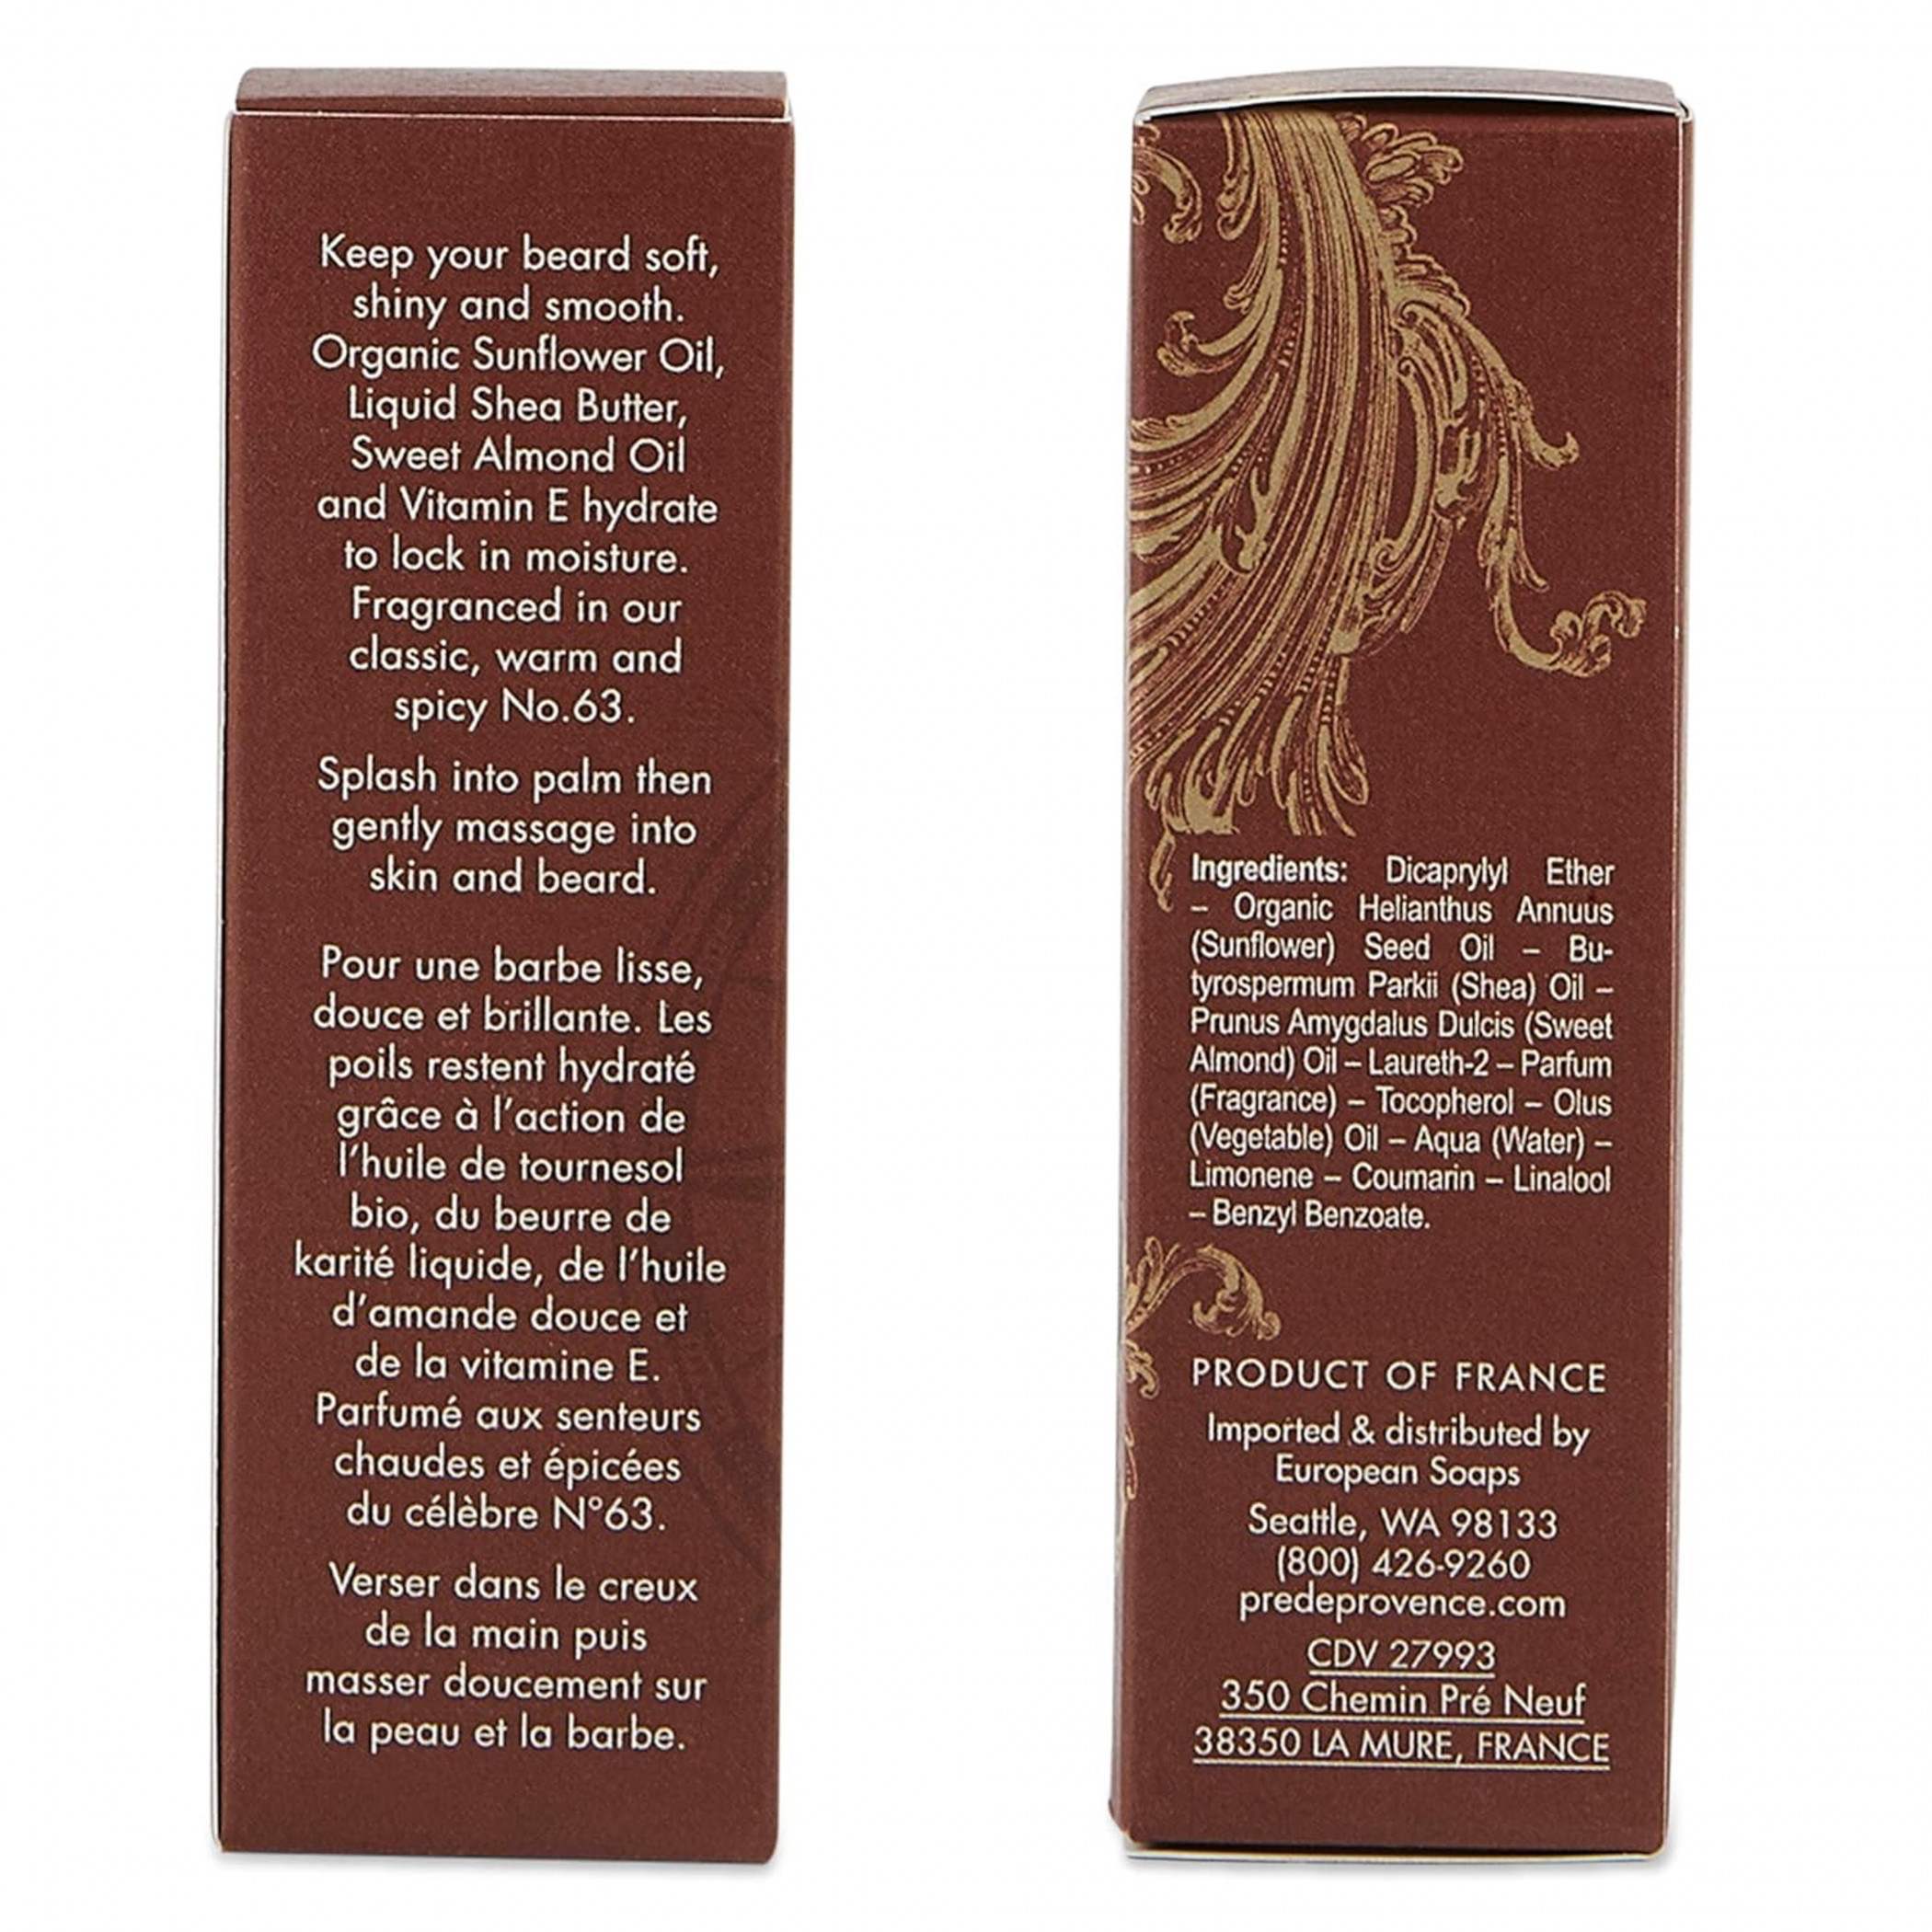 Keep your beard soft,
shiny and smooth.
Organic Sunflower Oil,
Liquid Shea Butter,
Sweet Almond Oil
and Vitamin E hydrate
to lock in moisture.
Fragranced in our
classic, warm and
spicy No.63.
Splash into palm then
gently massage into
skin and beard.
Pour une barbe lisse,
douce et brillante. Les
poils restent hydraté
grâce à l'action de
l'huile de tournesol
bio, du beurre de
karité liquide, de l'huile
d'amande douce et
de la vitamine E.
Parfumé aux senteurs
chaudes et épicées
du célèbre N°63.
Verser dans le creux
de la main puis
masser doucement sur
la peau et la barbe.
Ingredients: Dicaprylyl Ether
– Organic Helianthus Annuus
(Sunflower) Seed Oil – Bu-
tyrospermum Parkii (Shea) Oil –
Prunus Amygdalus Dulcis (Sweet
Almond) Oil – Laureth-2 – Parfum
(Fragrance) – Tocopherol – Olus
(Vegetable) Oil – Aqua (Water) –
Limonene – Coumarin – Linalool
– Benzyl Benzoate.
PRODUCT OF FRANCE
Imported & distributed by
European Soaps
Seattle, WA 98133
(800) 426-9260
predeprovence.com
CDV 27993
350 Chemin Pré Neuf
38350 LA MURE, FRANCE